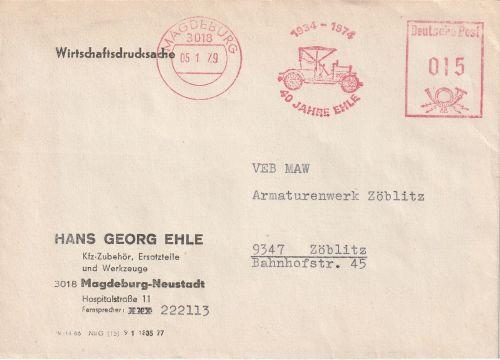 Wirtschaftsdrucksache
MAGDEBURG
3018
05 1 79
1934 - 1974
40 JAHRE EHLE
Deutsche Post
015
VEB MAW
Armaturenwerk Zöblitz
9347 Zöblitz
Bahnhofstr. 45
HANS GEORG EHLE
Kfz-Zubehör, Ersatzteile
und Werkzeuge
3018 Magdeburg-Neustadt
Hospitalstraße 11
Fernsprecher: xxx 222113